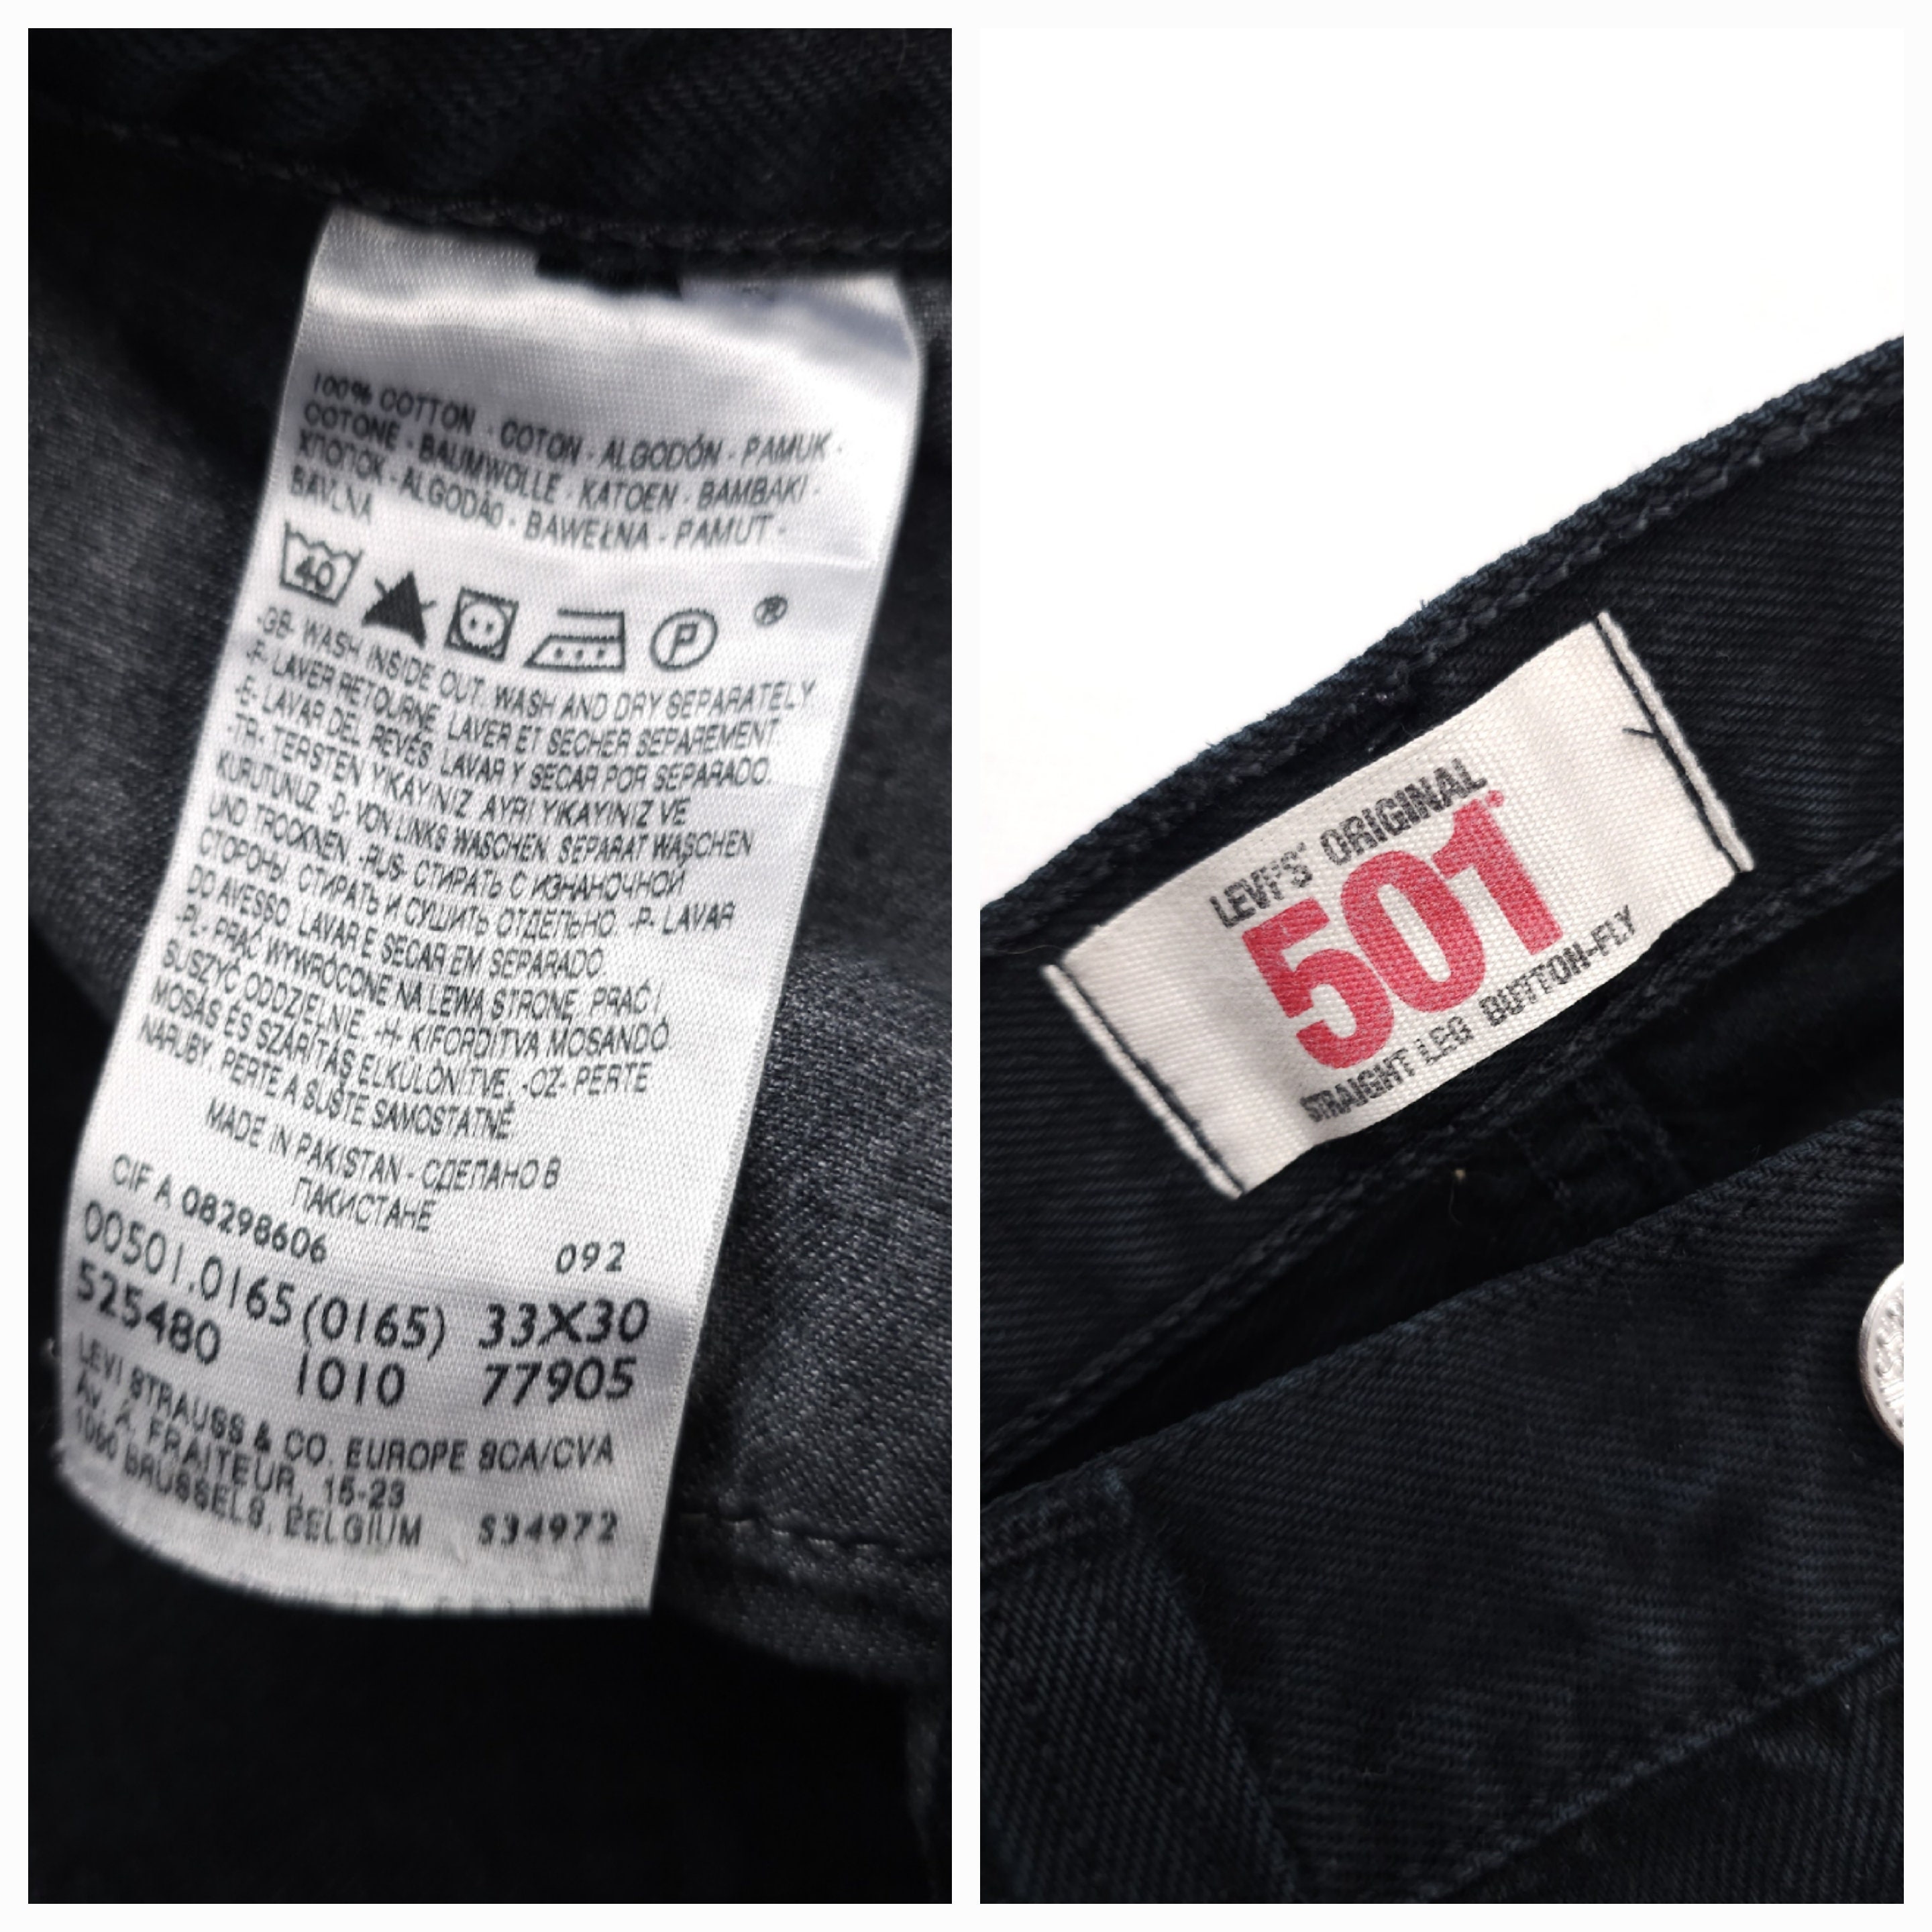 100% COTTON - COTON - ALGODÓN - PAMUK -
COTONE - BAUMWOLLE - KATOEN - BAMBAKI -
ХЛОПОК - ALGODÃO - BAWEŁNA - PAMUT -
BAVLNA
40
P
®
-GB- WASH INSIDE OUT. WASH AND DRY SEPARATELY
-F- LAVER RETOURNE. LAVER ET SECHER SEPAREMENT.
-E- LAVAR DEL REVÉS. LAVAR Y SECAR POR SEPARADO.
-TR- TERSTEN YIKAYINIZ. AYRI YIKAYINIZ VE
KURUTUNUZ. -D- VON LINKS WASCHEN. SEPARAT WASCHEN
UND TROCKNEN. -RUS- СТИРАТЬ С ИЗНАНОЧНОЙ
СТОРОНЫ. СТИРАТЬ И СУШИТЬ ОТДЕЛЬНО. -P- LAVAR
DO AVESSO. LAVAR E SECAR EM SEPARADO.
-PL- PRAĆ WYWRÓCONE NA LEWA STRONĘ. PRAĆ I
SUSZYĆ ODDZIELNIE. -H- KIFORDÍTVA MOSANDÓ
MOSÁS ÉS SZÁRÍTÁS ELKÜLÖNÍTVE. -CZ- PERTE
NARUBY. PERTE A SUŠTE SAMOSTATNĚ
MADE IN PAKISTAN - СДЕЛАНО В
ПАКИСТАНЕ
CIF A 08298606 092
00501.0165 (0165) 33X30
525480 1010 77905
LEVI STRAUSS & CO. EUROPE SCA/CVA
AV. A. FRAITEUR, 15-23
1050 BRUSSELS, BELGIUM S34972
LEVI'S® ORIGINAL
501®
STRAIGHT LEG BUTTON-FLY